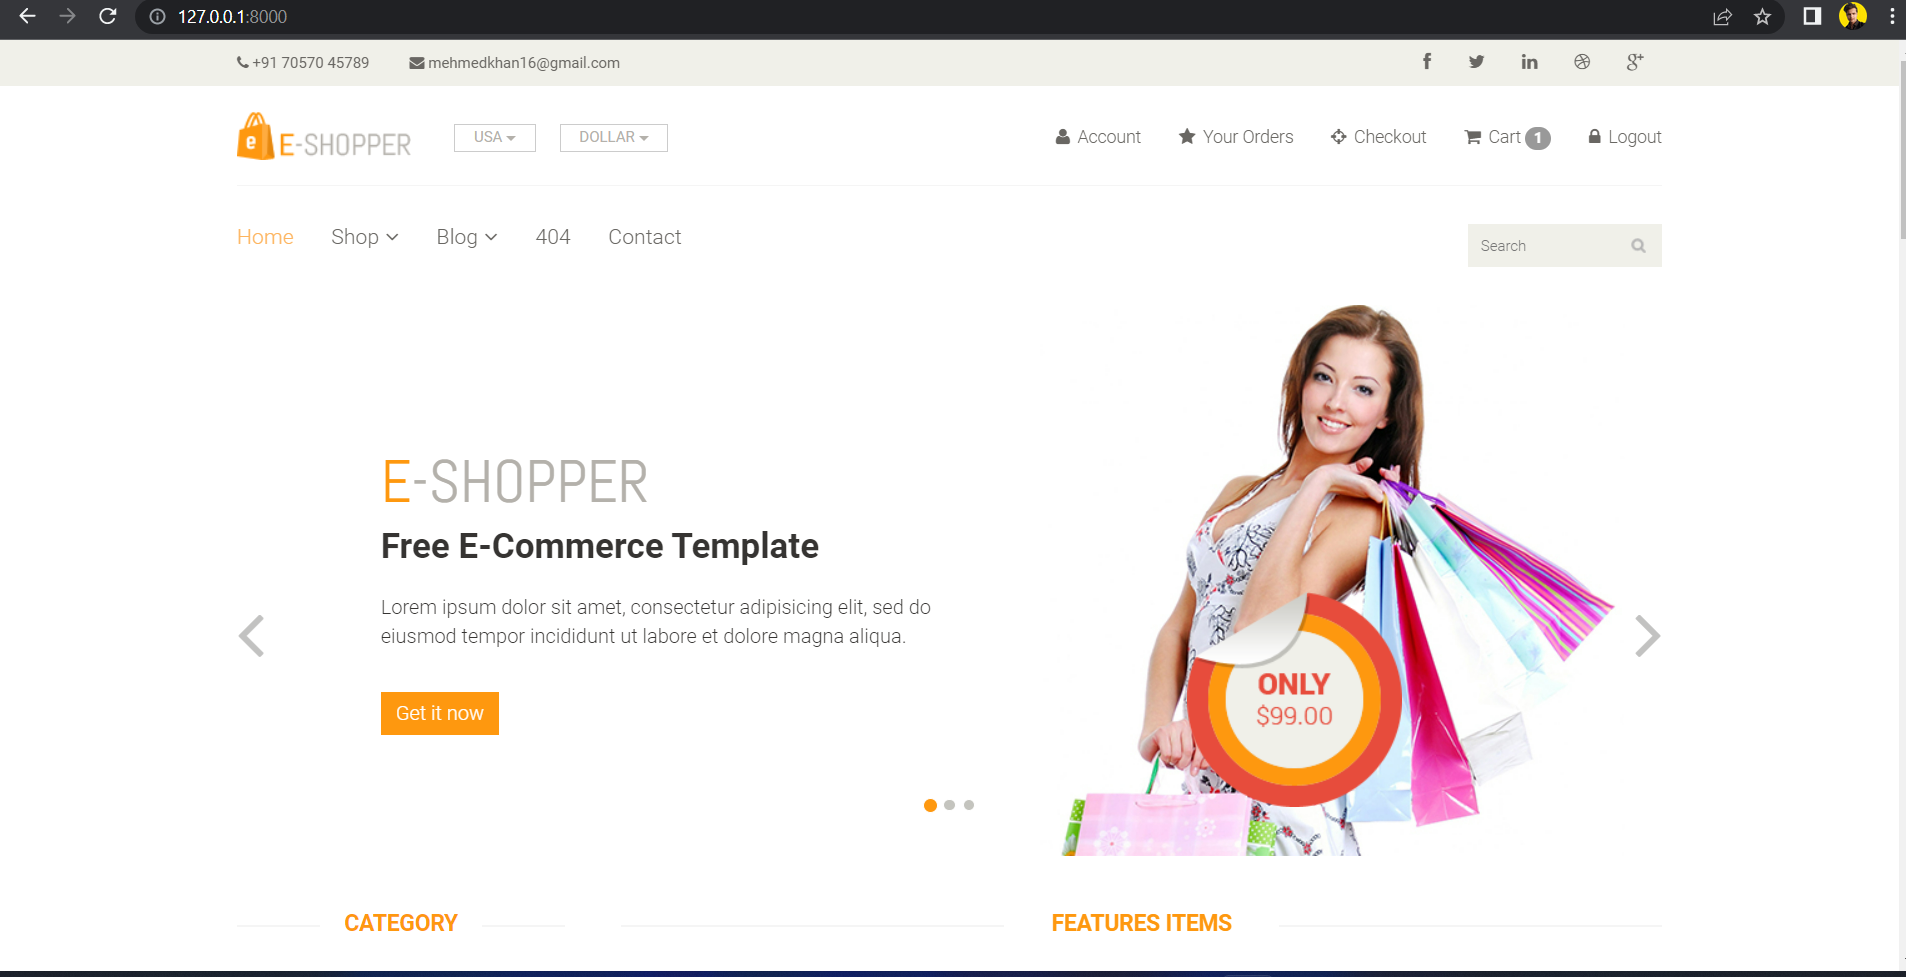 127.0.0.1:8000
+91 70570 45789 mehmedkhan16@gmail.com
E-SHOPPER USA DOLLAR Account Your Orders Checkout Cart 1 Logout
Home Shop Blog 404 Contact Search
E-SHOPPER
Free E-Commerce Template
Lorem ipsum dolor sit amet, consectetur adipisicing elit, sed do
eiusmod tempor incididunt ut labore et dolore magna aliqua.
Get it now
ONLY
$99.00
CATEGORY FEATURES ITEMS